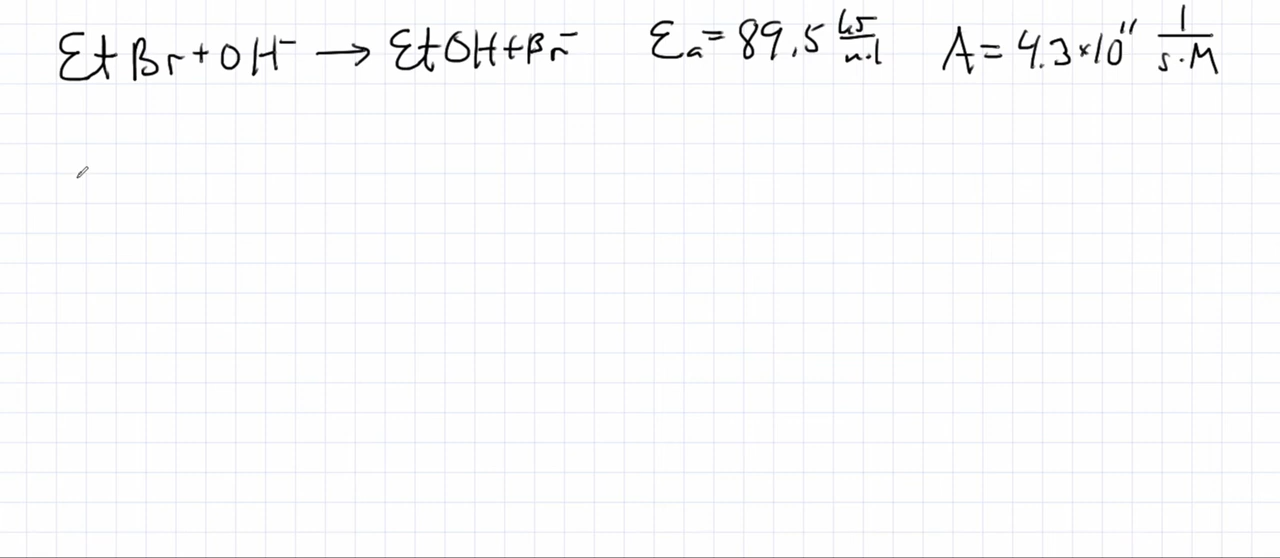 EtBr + OH⁻ → EtOH + Br⁻ Eₐ = 89.5 kJ/mol A = 4.3×10¹¹ 1/s·M